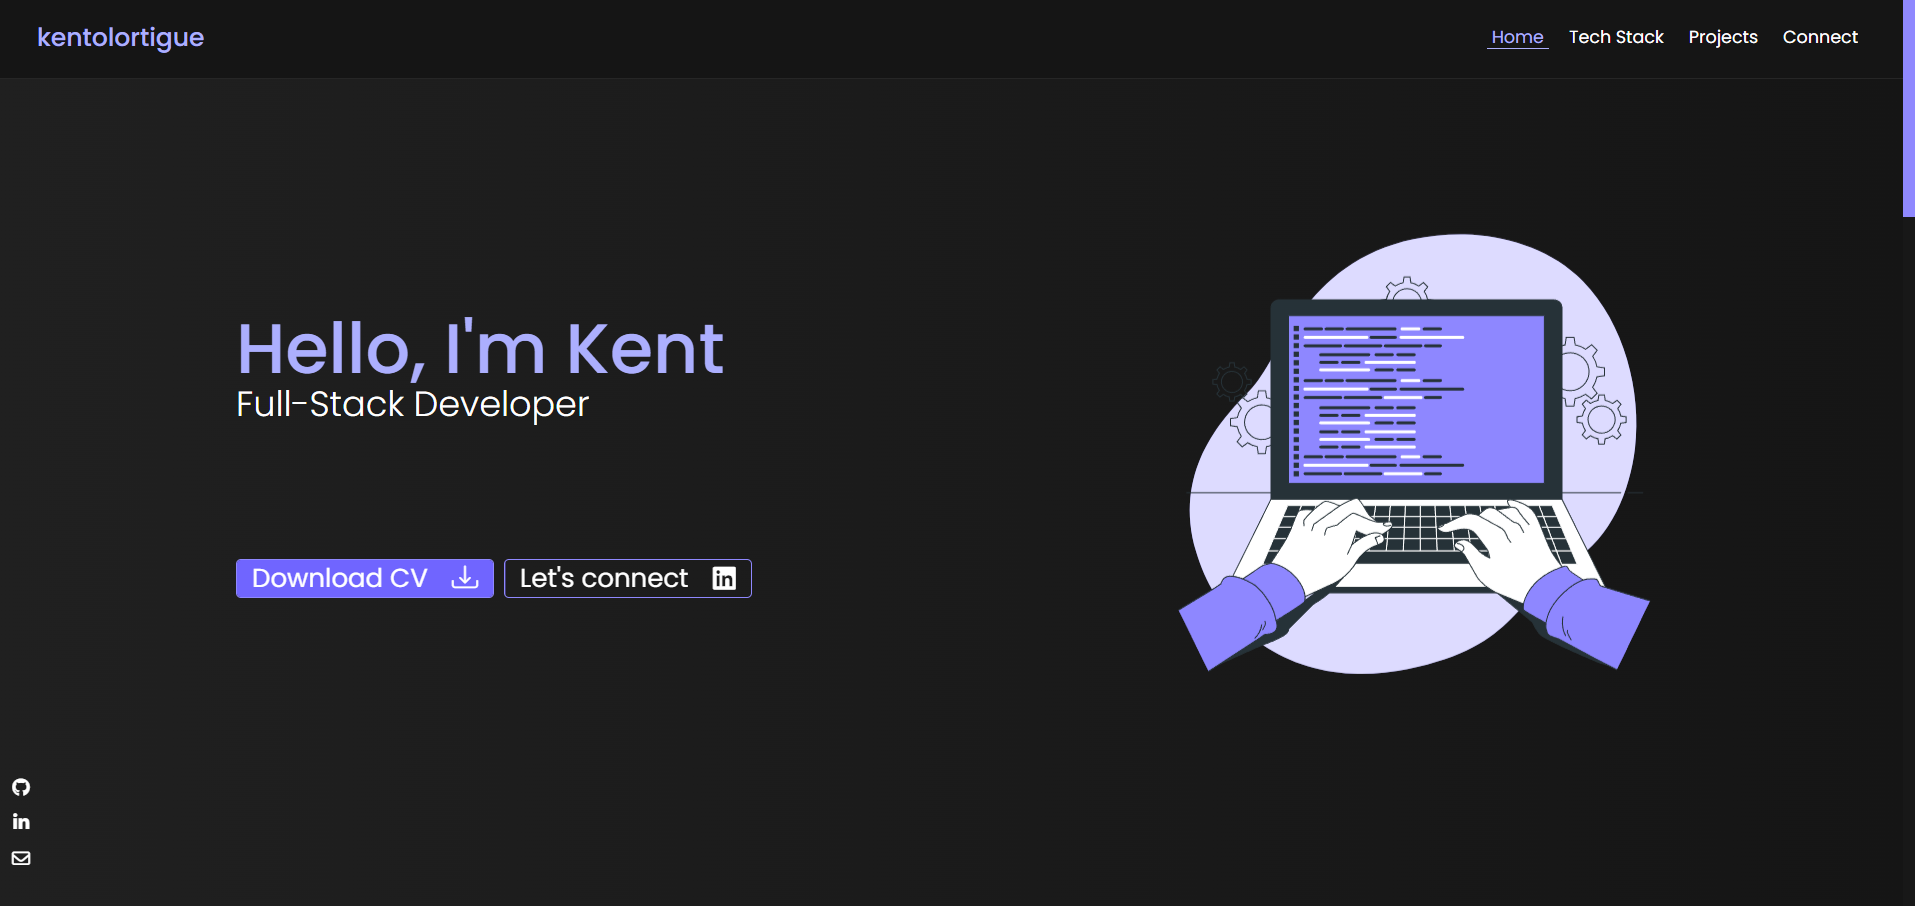 kentolortigue
Home Tech Stack Projects Connect
Hello, I'm Kent
Full-Stack Developer
Download CV
Let's connect